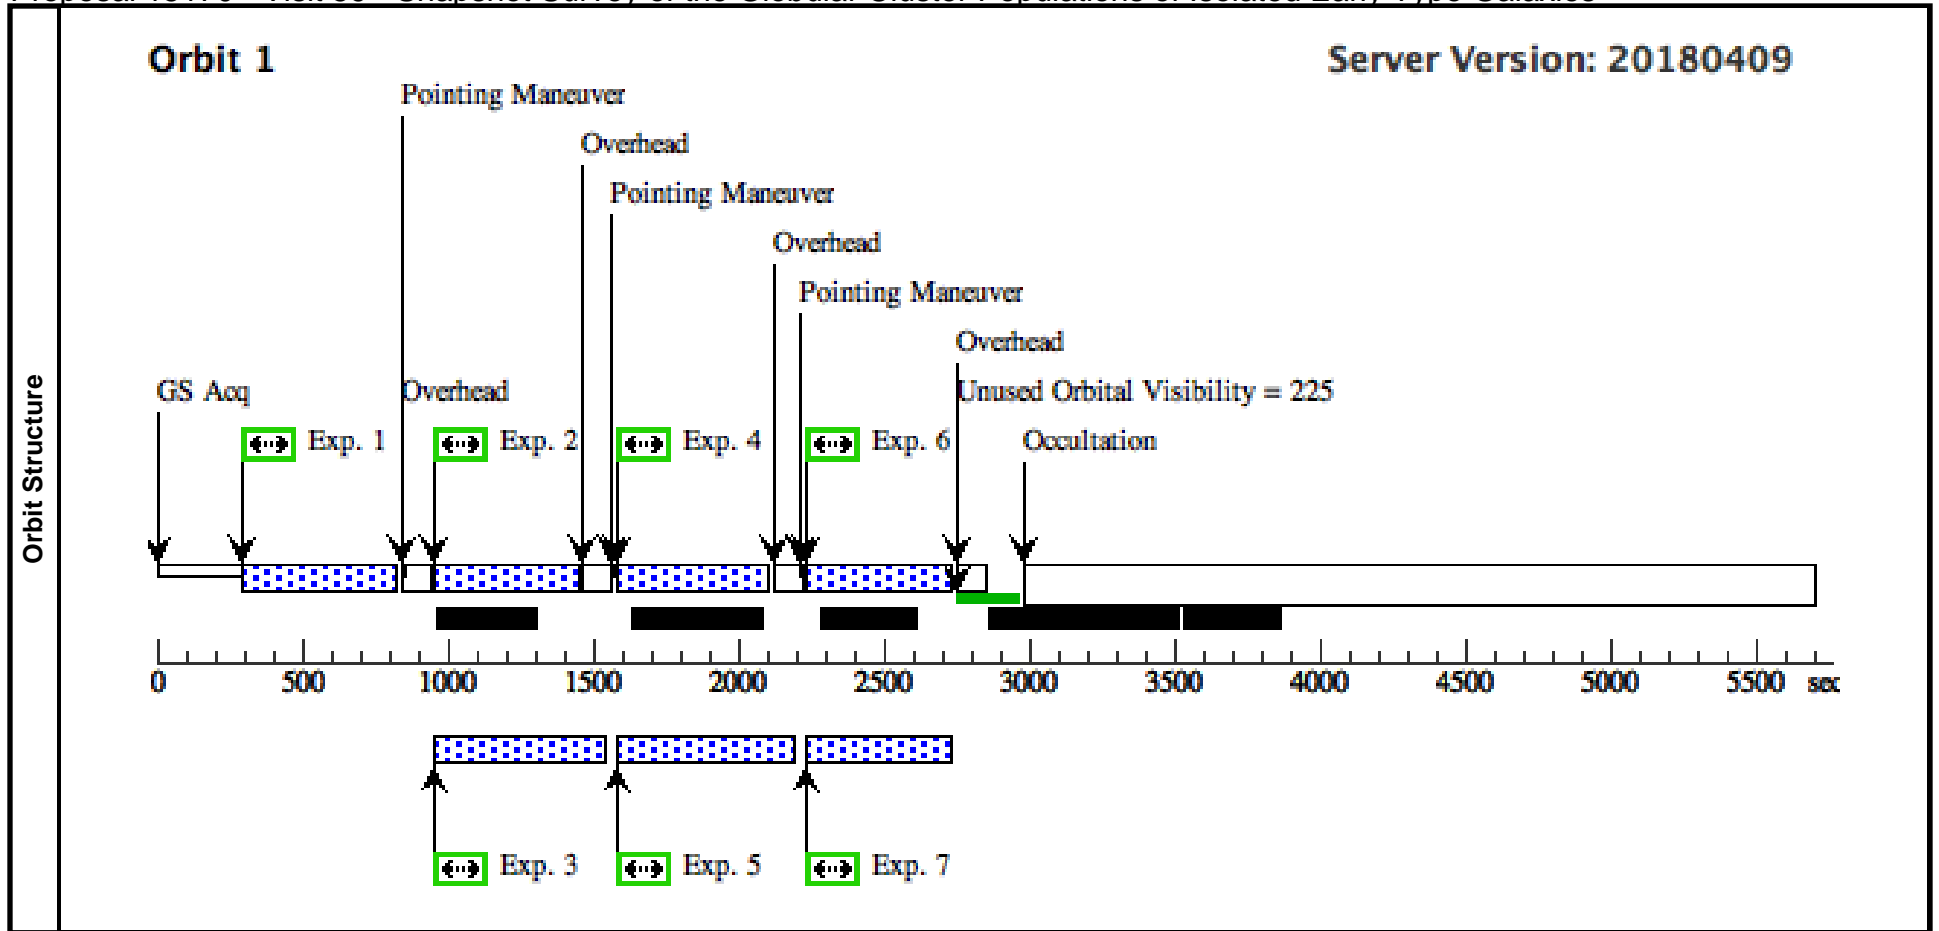 Orbit 1
Server Version: 20180409
Pointing Maneuver
Overhead
Pointing Maneuver
Overhead
Pointing Maneuver
Overhead
GS Acq
Overhead
Unused Orbital Visibility = 225
Exp. 1
Exp. 2
Exp. 4
Exp. 6
Occultation
Orbit Structure
0 500 1000 1500 2000 2500 3000 3500 4000 4500 5000 5500 sec
Exp. 3
Exp. 5
Exp. 7